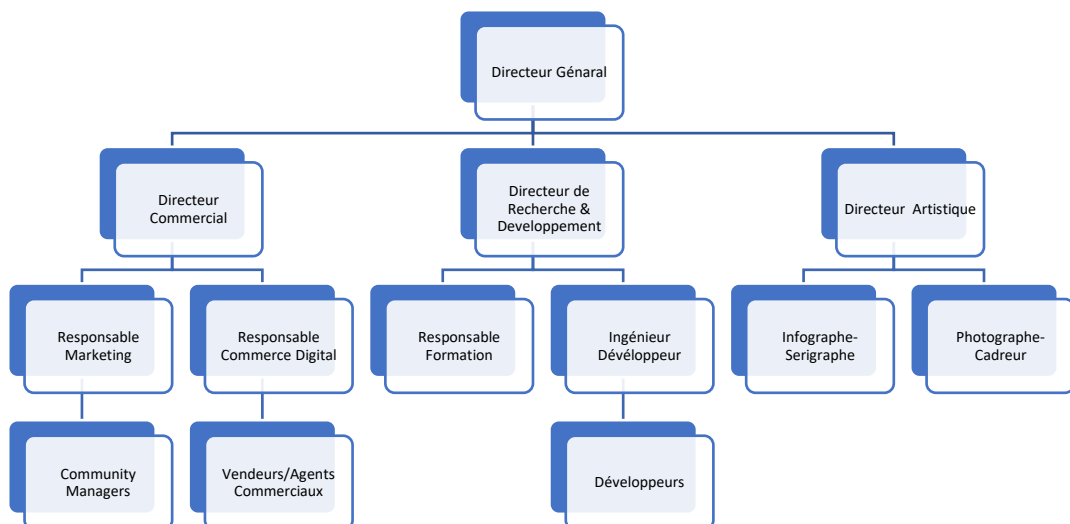 Directeur Génaral
Directeur
Commercial
Directeur de
Recherche &
Developpement
Directeur  Artistique
Responsable
Marketing
Responsable
Commerce Digital
Responsable
Formation
Ingénieur
Dévéloppeur
Infographe-
Serigraphe
Photographe-
Cadreur
Community
Managers
Vendeurs/Agents
Commerciaux
Développeurs